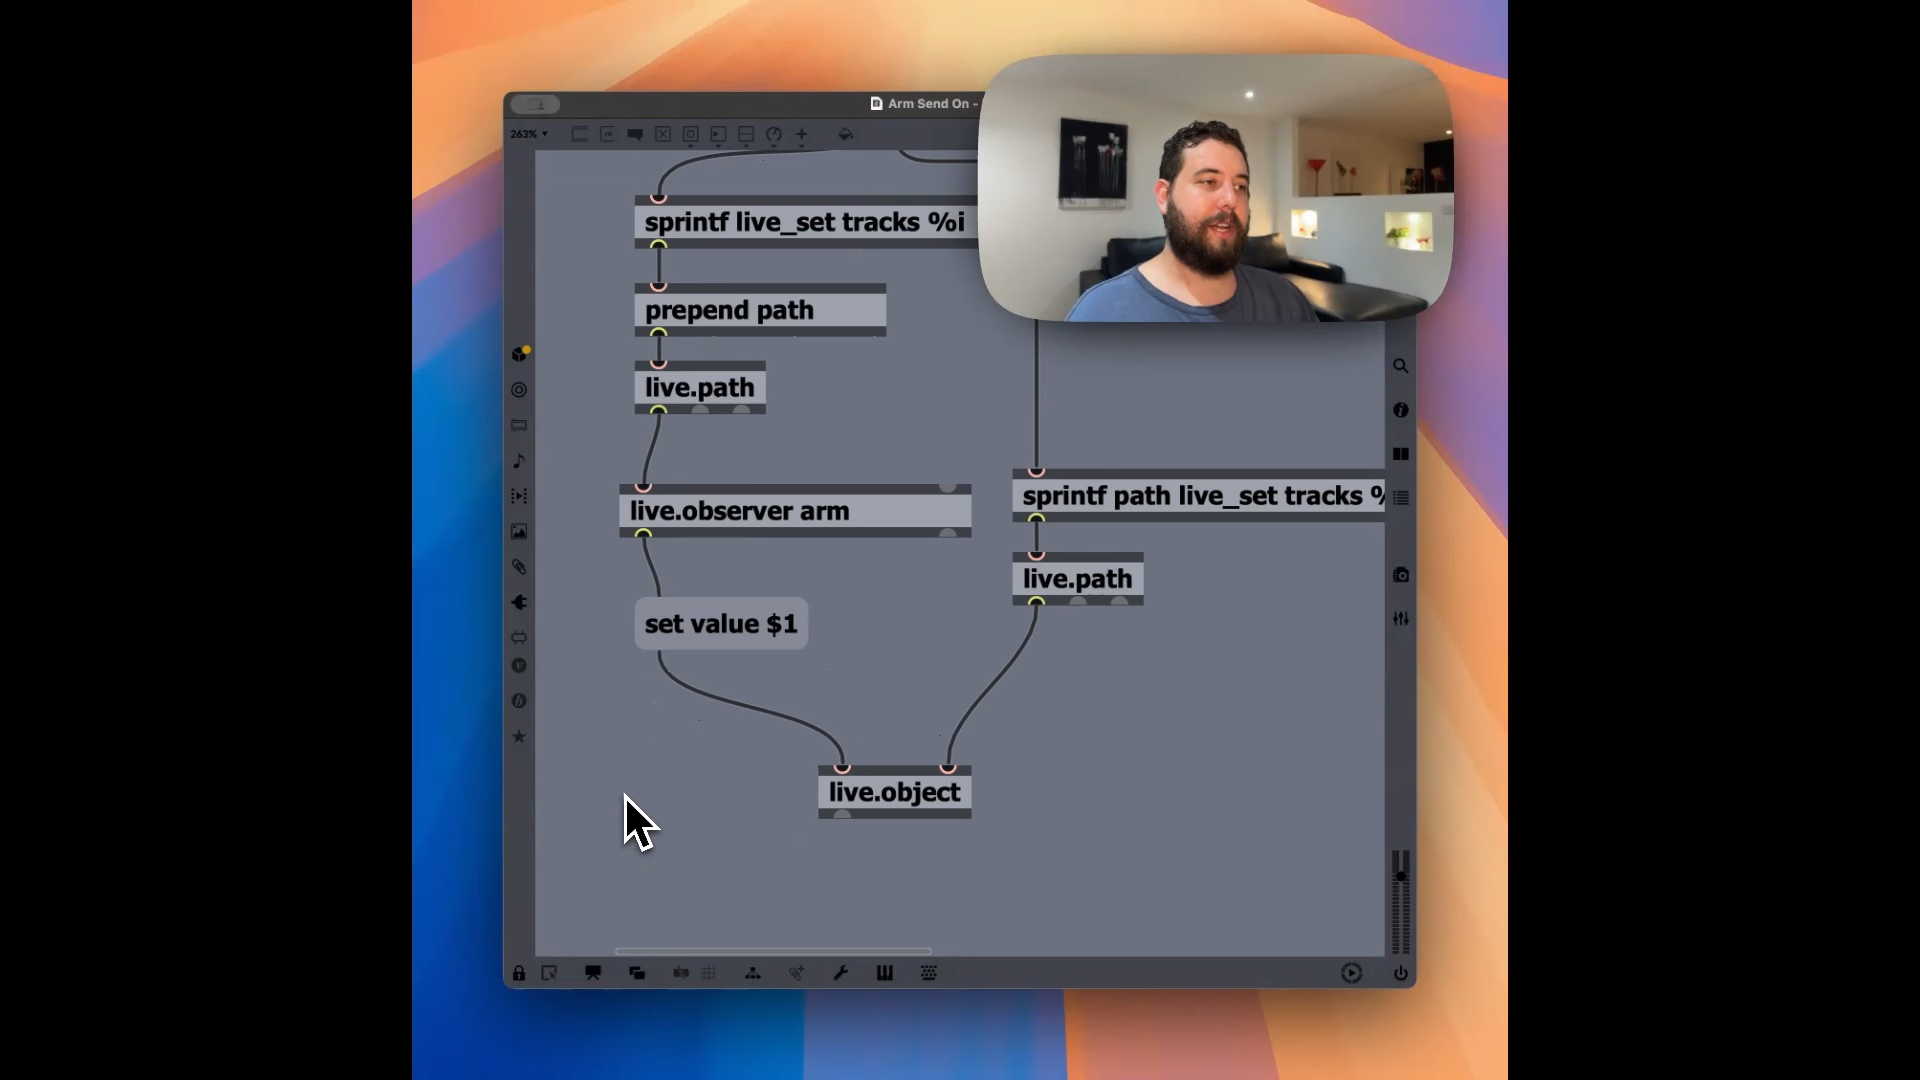 Arm Send On -
263%
sprintf live_set tracks %i
prepend path
live.path
live.observer arm
sprintf path live_set tracks %
live.path
set value $1
live.object